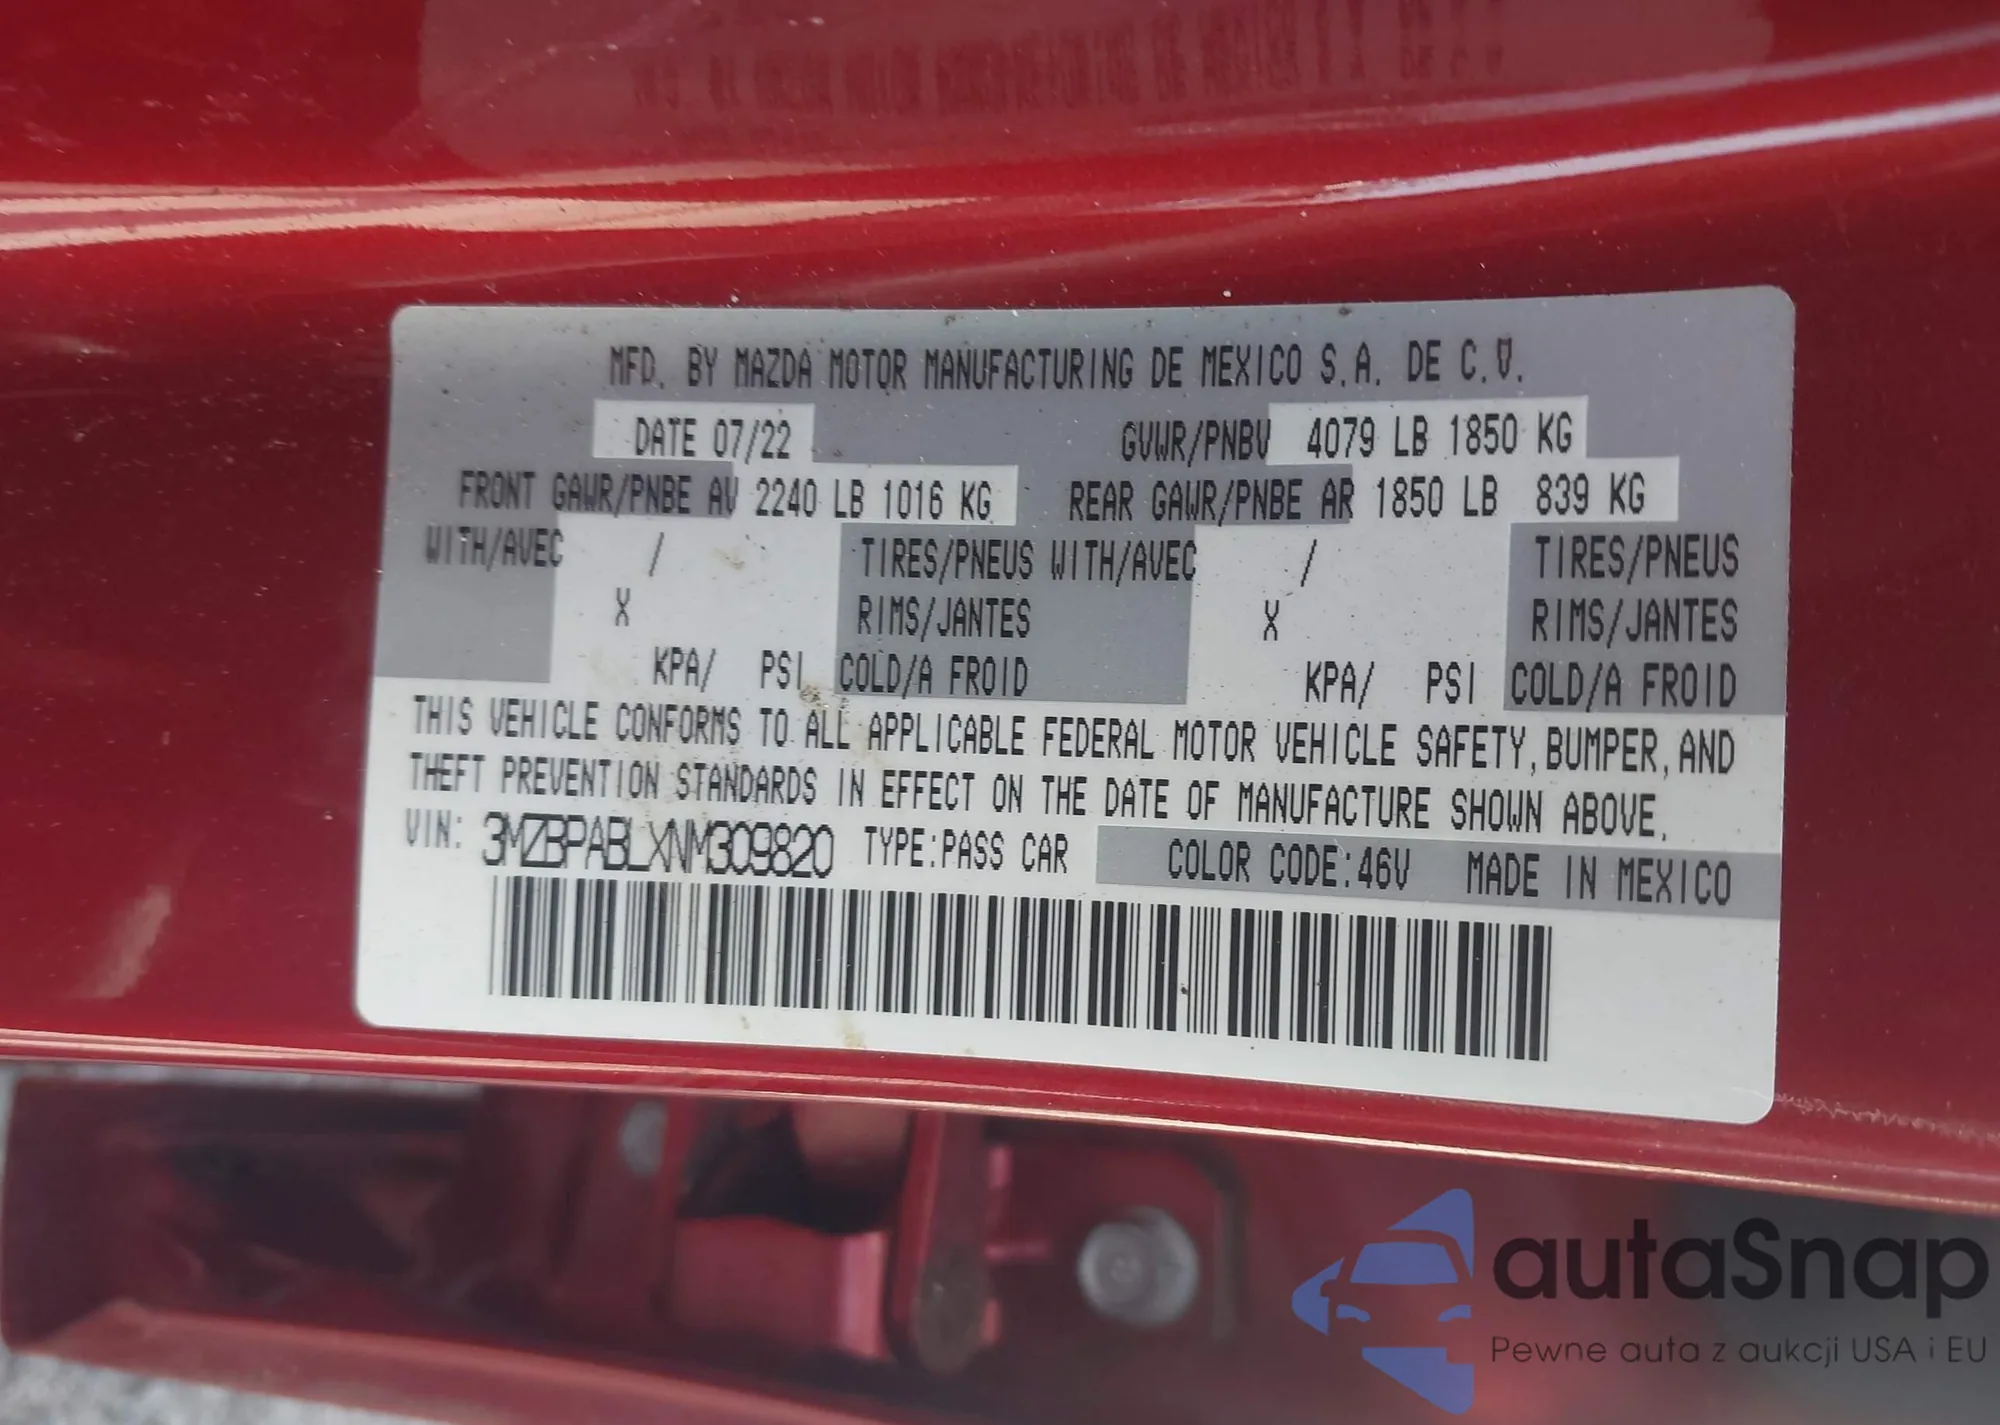 MFD. BY MAZDA MOTOR MANUFACTURING DE MEXICO S.A. DE C.V.
DATE 07/22 GVWR/PNBV 4079 LB 1850 KG
FRONT GAWR/PNBE AV 2240 LB 1016 KG REAR GAWR/PNBE AR 1850 LB 839 KG
WITH/AVEC / TIRES/PNEUS WITH/AVEC / TIRES/PNEUS
X RIMS/JANTES X RIMS/JANTES
KPA/ PSI COLD/A FROID KPA/ PSI COLD/A FROID
THIS VEHICLE CONFORMS TO ALL APPLICABLE FEDERAL MOTOR VEHICLE SAFETY, BUMPER, AND
THEFT PREVENTION STANDARDS IN EFFECT ON THE DATE OF MANUFACTURE SHOWN ABOVE.
VIN: 3MZBPABLXNM309820 TYPE:PASS CAR COLOR CODE:46V MADE IN MEXICO
autaSnap
Pewne auta z aukcji USA i EU